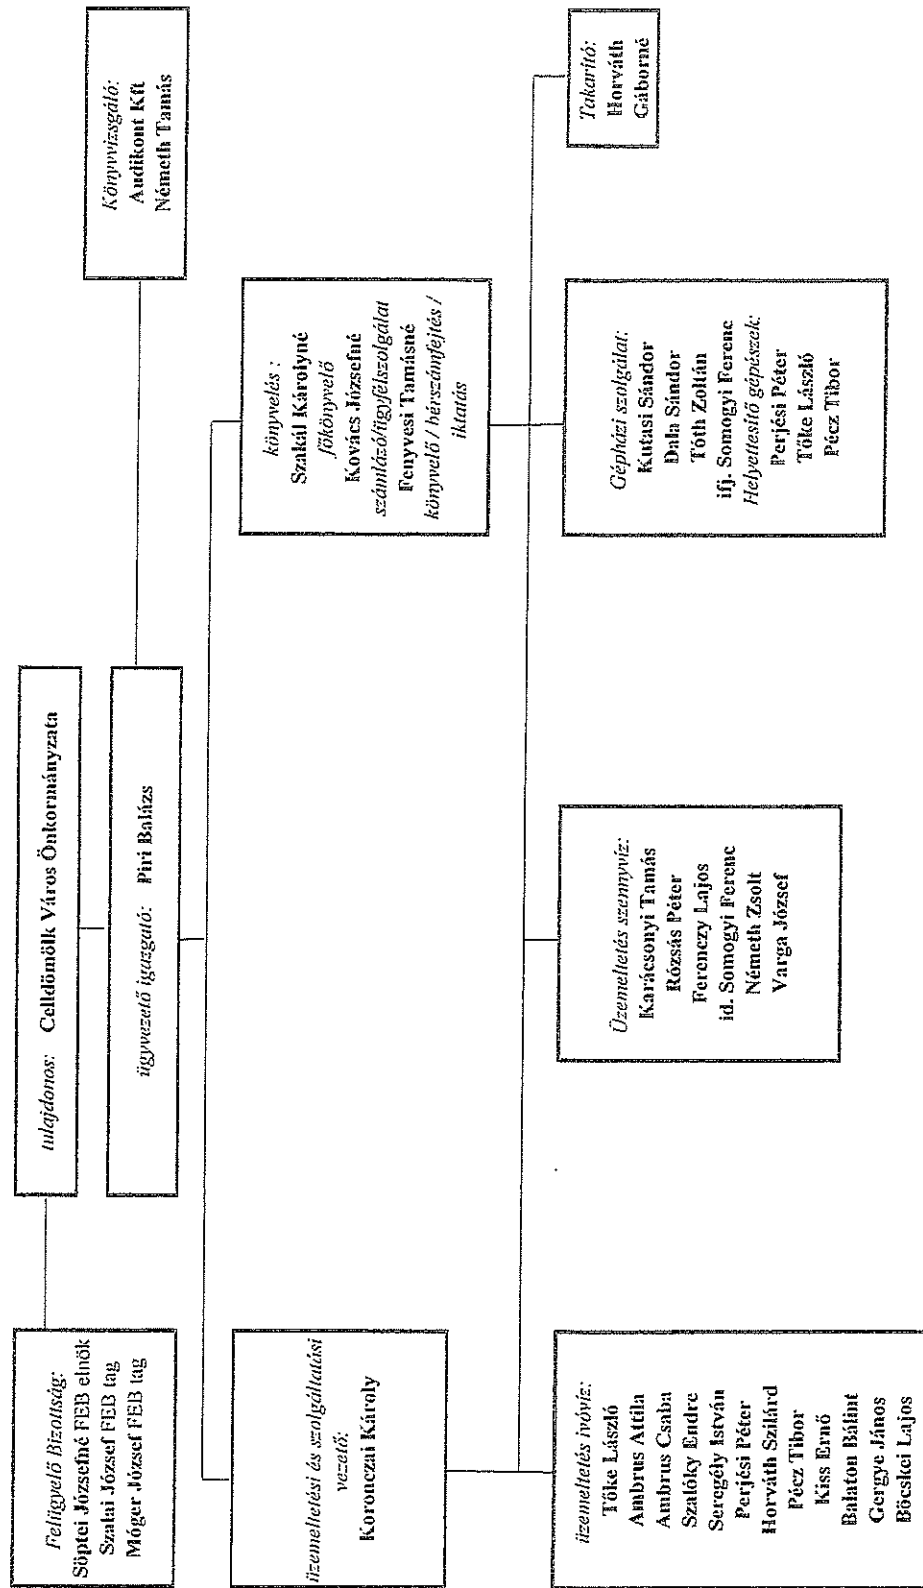 tulajdonos: Celldömölk Város Önkormányzata
Felügyelő Bizottság:
Söptei Józsefné FEB elnök
Szalai József FEB tag
Móger József FEB tag
ügyvezető igazgató: Piri Balázs
Könyvvizsgáló:
Audikont Kft
Németh Tamás
üzemeltetési és szolgáltatási
vezető:
Koronczai Károly
könyvelés :
Szakál Károlyné
főkönyvelő
Kovács Józsefné
számlázó/ügyfélszolgálat
Fenyvesi Tamásné
könyvelő / bérszámfejtés /
iktatás
üzemeltetés ivóvíz:
Tőke László
Ambrus Attila
Ambrus Csaba
Szalóky Endre
Seregély István
Perjési Péter
Horváth Szilárd
Pécz Tibor
Kiss Ernő
Balaton Bálint
Gergye János
Böcskei Lajos
Üzemeltetés szennyvíz:
Karácsonyi Tamás
Rózsás Péter
Ferenczy Lajos
id. Somogyi Ferenc
Németh Zsolt
Varga József
Gépházi szolgálat:
Kutasi Sándor
Dala Sándor
Tóth Zoltán
ifj. Somogyi Ferenc
Helyettesítő gépészek:
Perjési Péter
Tőke László
Pécz Tibor
Takarító:
Horváth
Gáborné